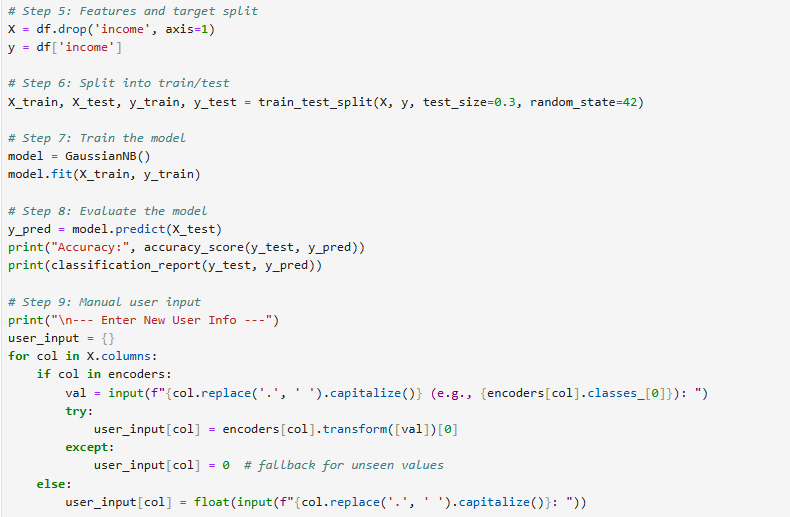 # Step 5: Features and target split
X = df.drop('income', axis=1)
y = df['income']
# Step 6: Split into train/test
X_train, X_test, y_train, y_test = train_test_split(X, y, test_size=0.3, random_state=42)
# Step 7: Train the model
model = GaussianNB()
model.fit(X_train, y_train)
# Step 8: Evaluate the model
y_pred = model.predict(X_test)
print("Accuracy:", accuracy_score(y_test, y_pred))
print(classification_report(y_test, y_pred))
# Step 9: Manual user input
print("\n--- Enter New User Info ---")
user_input = {}
for col in X.columns:
    if col in encoders:
        val = input(f"{col.replace('.', ' ').capitalize()} (e.g., {encoders[col].classes_[0]}): ")
        try:
            user_input[col] = encoders[col].transform([val])[0]
        except:
            user_input[col] = 0  # fallback for unseen values
    else:
        user_input[col] = float(input(f"{col.replace('.', ' ').capitalize()}: "))